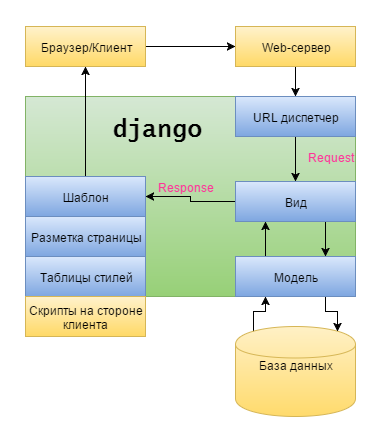 Браузер/Клиент
Web-сервер
URL диспетчер
django
Request
Response
Шаблон
Вид
Разметка страницы
Таблицы стилей
Модель
Скрипты на стороне
клиента
База данных